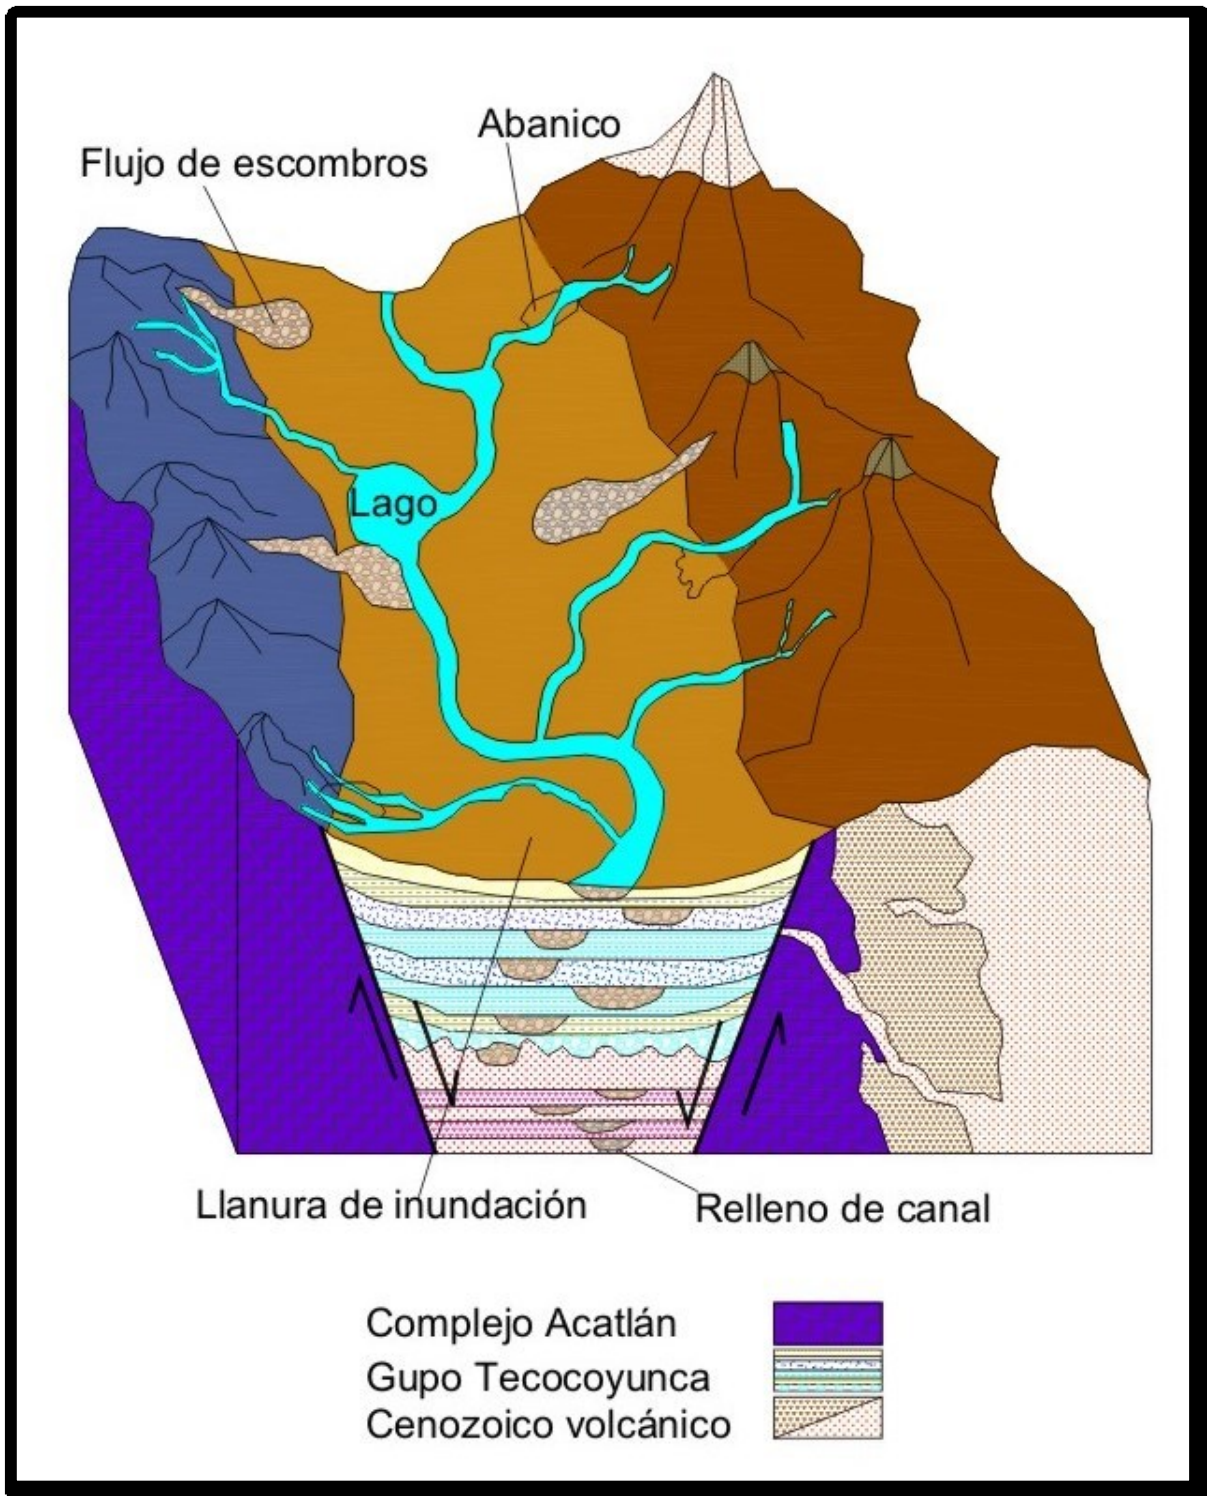 Abanico
Flujo de escombros
Lago
Llanura de inundación
Relleno de canal
Complejo Acatlán
Gupo Tecocoyunca
Cenozoico volcánico